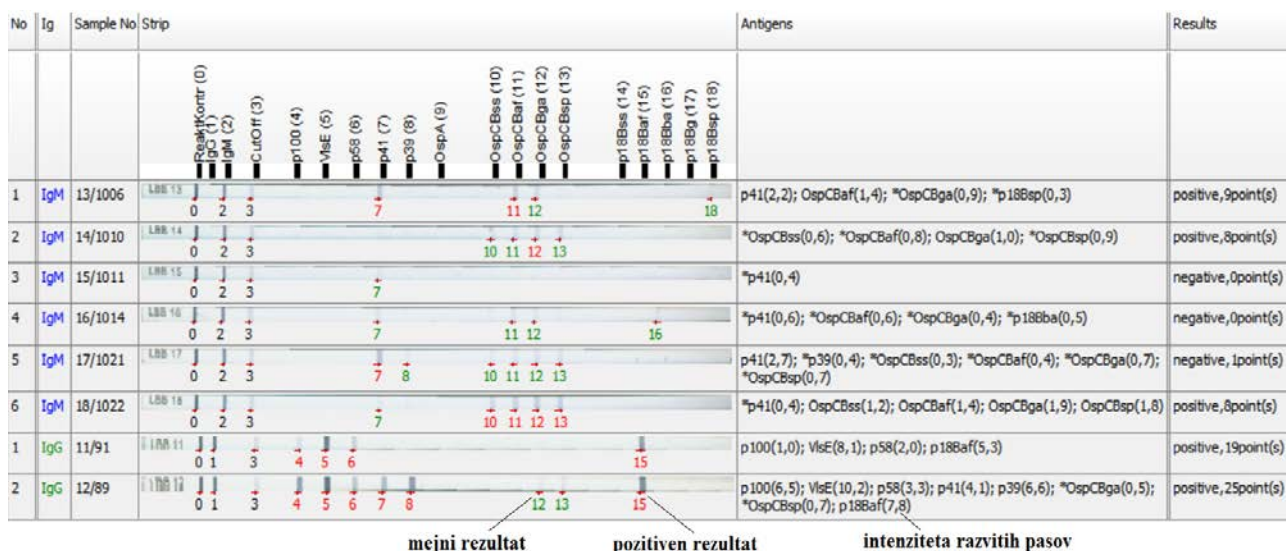 No Ig Sample No Strip Antigens Results
ReaktKontr (0)
IgG (1)
IgM (2)
CutOff (3)
p100 (4)
VlsE (5)
p58 (6)
p41 (7)
p39 (8)
OspA (9)
OspCBss (10)
OspCBaf (11)
OspCBga (12)
OspCBsp (13)
p18Bss (14)
p18Baf (15)
p18Bba (16)
p18Bg (17)
p18Bsp (18)
1 IgM 13/1006 LBB 13 p41(2,2); OspCBaf(1,4); *OspCBga(0,9); *p18Bsp(0,3) positive,9point(s)
0 2 3 7 11 12 18
2 IgM 14/1010 LBB 14 *OspCBss(0,6); *OspCBaf(0,8); OspCBga(1,0); *OspCBsp(0,9) positive,8point(s)
0 2 3 10 11 12 13
3 IgM 15/1011 LBB 15 *p41(0,4) negative,0point(s)
0 2 3 7
4 IgM 16/1014 LBB 16 *p41(0,6); *OspCBaf(0,6); *OspCBga(0,4); *p18Bba(0,5) negative,0point(s)
0 2 3 7 11 12 16
5 IgM 17/1021 LBB 17 p41(2,7); *p39(0,4); *OspCBss(0,3); *OspCBaf(0,4); *OspCBga(0,7); negative,1point(s)
*OspCBsp(0,7)
0 2 3 7 8 10 11 12 13
6 IgM 18/1022 LBB 18 *p41(0,4); OspCBss(1,2); OspCBaf(1,4); OspCBga(1,9); OspCBsp(1,8) positive,8point(s)
0 2 3 7 10 11 12 13
1 IgG 11/91 LBB 11 p100(1,0); VlsE(8,1); p58(2,0); p18Baf(5,3) positive,19point(s)
0 1 3 4 5 6 15
2 IgG 12/89 p100(6,5); VlsE(10,2); p58(3,3); p41(4,1); p39(6,6); *OspCBga(0,5); positive,25point(s)
*OspCBsp(0,7); p18Baf(7,8)
0 1 3 4 5 6 7 8 12 13 15
mejni rezultat pozitiven rezultat intenziteta razvitih pasov